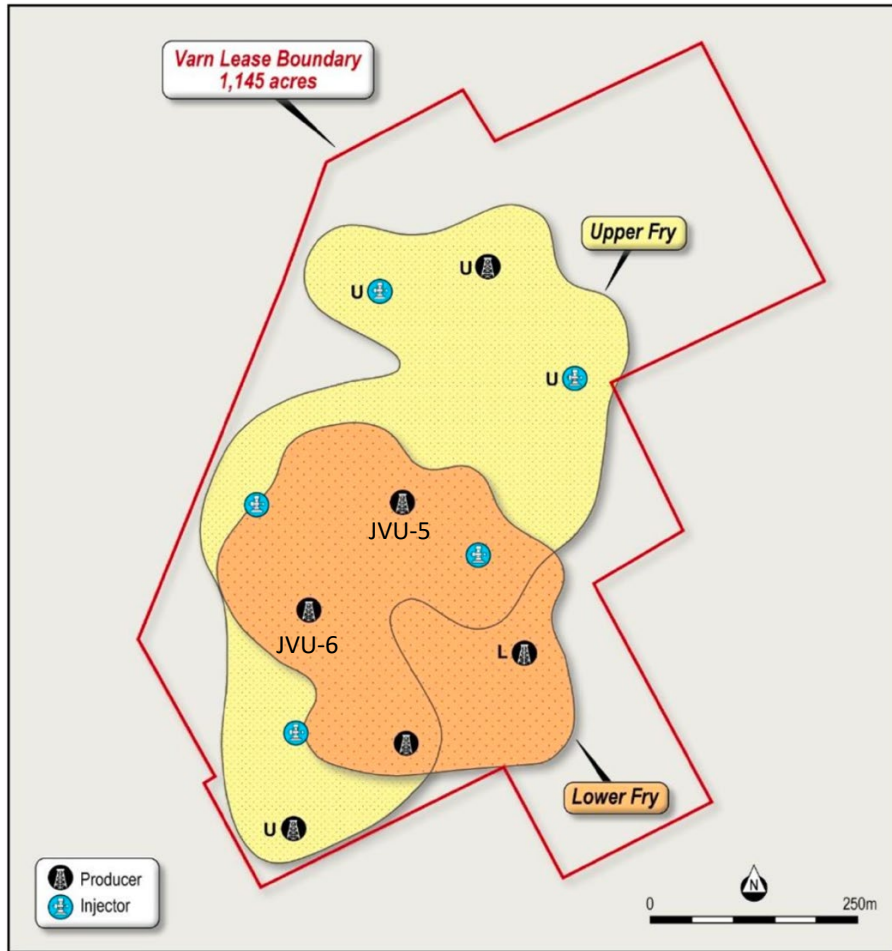 Varn Lease Boundary
1,145 acres
Upper Fry
U
U
U
JVU-5
JVU-6
L
Lower Fry
U
Producer
Injector
N
0
250m